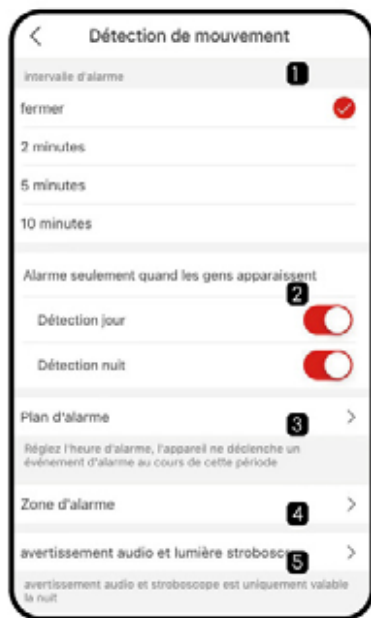 Détection de mouvement
intervalle d'alarme
1
fermer
2 minutes
5 minutes
10 minutes
Alarme seulement quand les gens apparaissent
2
Détection jour
Détection nuit
Plan d'alarme
3
Réglez l'heure d'alarme, l'appareil ne déclenche un
événement d'alarme au cours de cette période
Zone d'alarme
4
avertissement audio et lumière strobosc
5
avertissement audio et stroboscope est uniquement valable
la nuit